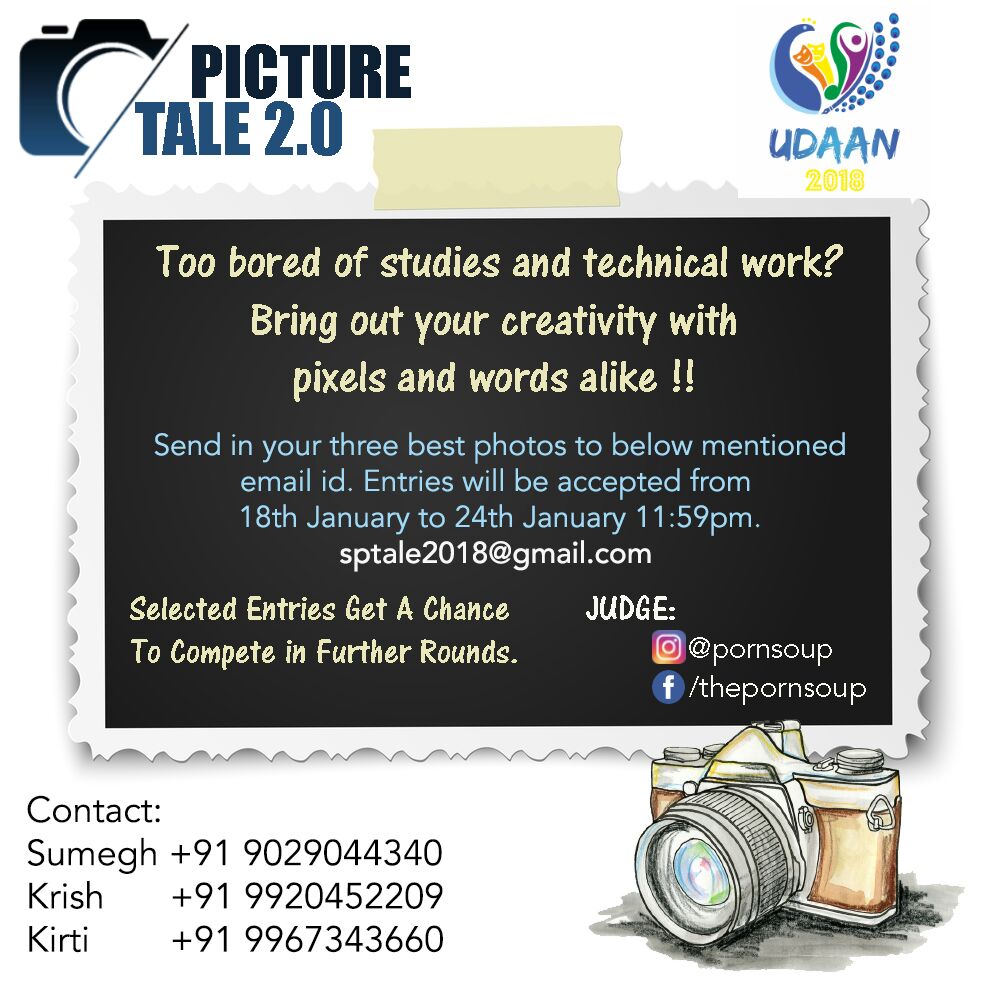 PICTURE
TALE 2.0
UDAAN
2018
Too bored of studies and technical work?
Bring out your creativity with
pixels and words alike !!
Send in your three best photos to below mentioned
email id. Entries will be accepted from
18th January to 24th January 11:59pm.
sptale2018@gmail.com
Selected Entries Get A Chance
To Compete in Further Rounds.
JUDGE:
@pornsoup
/thepornsoup
Contact:
Sumegh +91 9029044340
Krish +91 9920452209
Kirti +91 9967343660